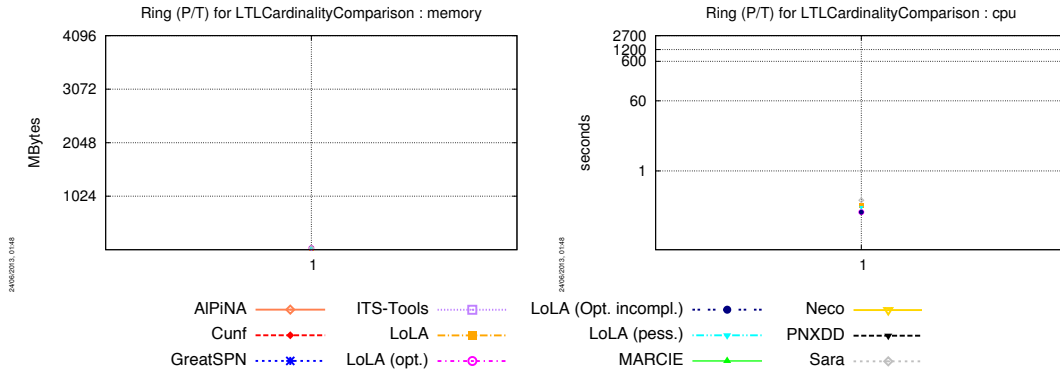 Ring (P/T) for LTLCardinalityComparison : memory
4096
3072
2048
1024
MBytes
1
24/06/2013, 01:48
Ring (P/T) for LTLCardinalityComparison : cpu
2700
1200
600
60
1
seconds
1
24/06/2013, 01:48
AlPiNA
Cunf
GreatSPN
ITS-Tools
LoLA
LoLA (opt.)
LoLA (Opt. incompl.)
LoLA (pess.)
MARCIE
Neco
PNXDD
Sara